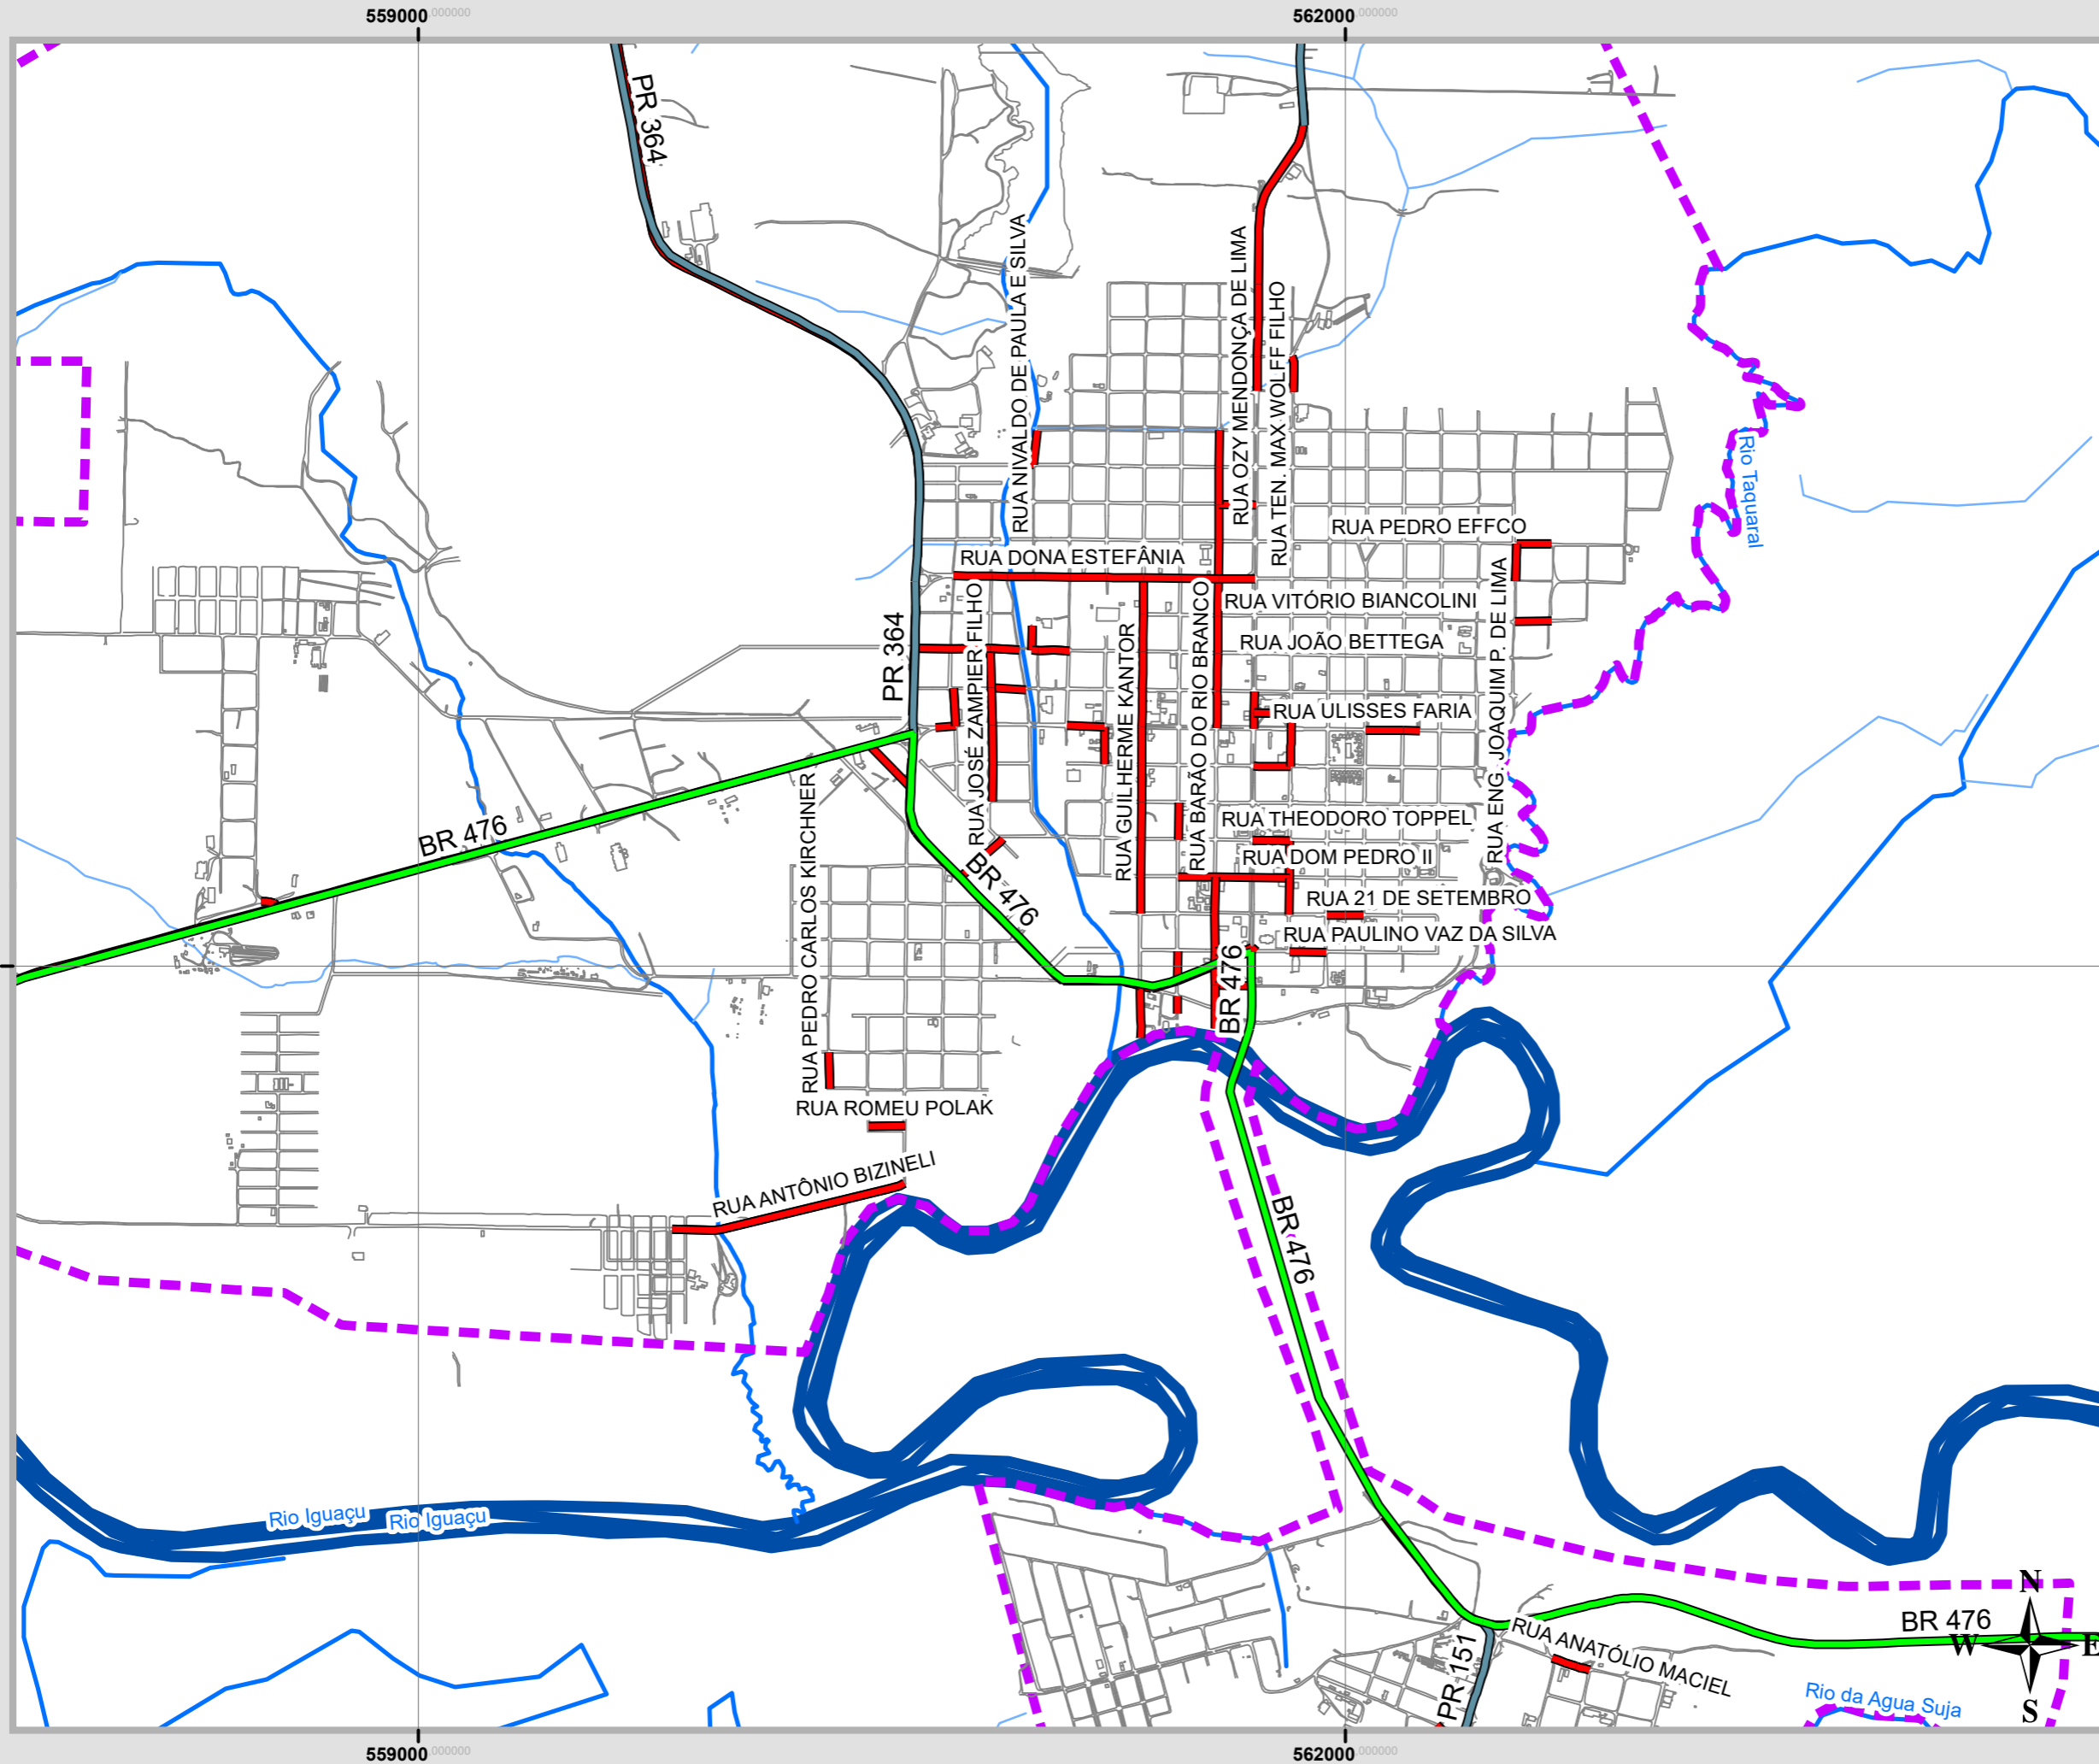 559000.000000
562000.000000
PR 364
RUA NIVALDO DE PAULA E SILVA
RUA OZY MENDONÇA DE LIMA
RUA TEN. MAX WOLFF FILHO
Rio Taquaral
RUA PEDRO EFFCO
RUA DONA ESTEFÂNIA
RUA VITÓRIO BIANCOLINI
RUA JOÃO BETTEGA
PR 364
RUA JOSÉ ZAMPIER FILHO
RUA GUILHERME KANTOR
RUA BARÃO DO RIO BRANCO
RUA ENG. JOAQUIM P. DE LIMA
RUA ULISSES FARIA
RUA PEDRO CARLOS KIRCHNER
BR 476
RUA THEODORO TOPPEL
RUA DOM PEDRO II
BR 476
RUA 21 DE SETEMBRO
RUA PAULINO VAZ DA SILVA
BR 476
RUA ROMEU POLAK
RUA ANTÔNIO BIZINELI
BR 476
Rio Iguaçu
Rio Iguaçu
N
BR 476
W
E
S
RUA ANATÓLIO MACIEL
PR 151
Rio da Agua Suja
559000.000000
562000.000000